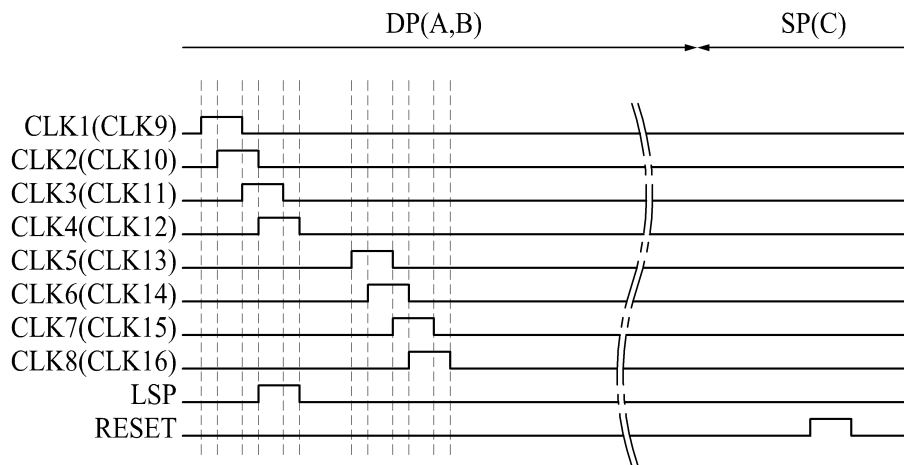 DP(A,B) SP(C)
CLK1(CLK9)
CLK2(CLK10)
CLK3(CLK11)
CLK4(CLK12)
CLK5(CLK13)
CLK6(CLK14)
CLK7(CLK15)
CLK8(CLK16)
LSP
RESET